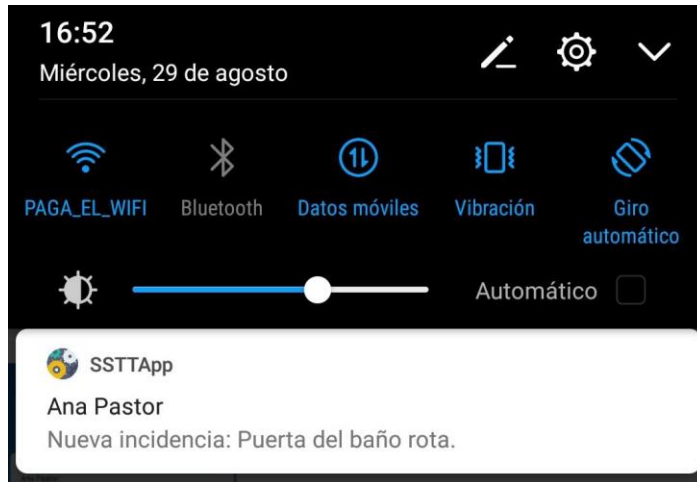 16:52
Miércoles, 29 de agosto
PAGA_EL_WIFI
Bluetooth
Datos móviles
Vibración
Giro
automático
Automático
SSTTApp
Ana Pastor
Nueva incidencia: Puerta del baño rota.